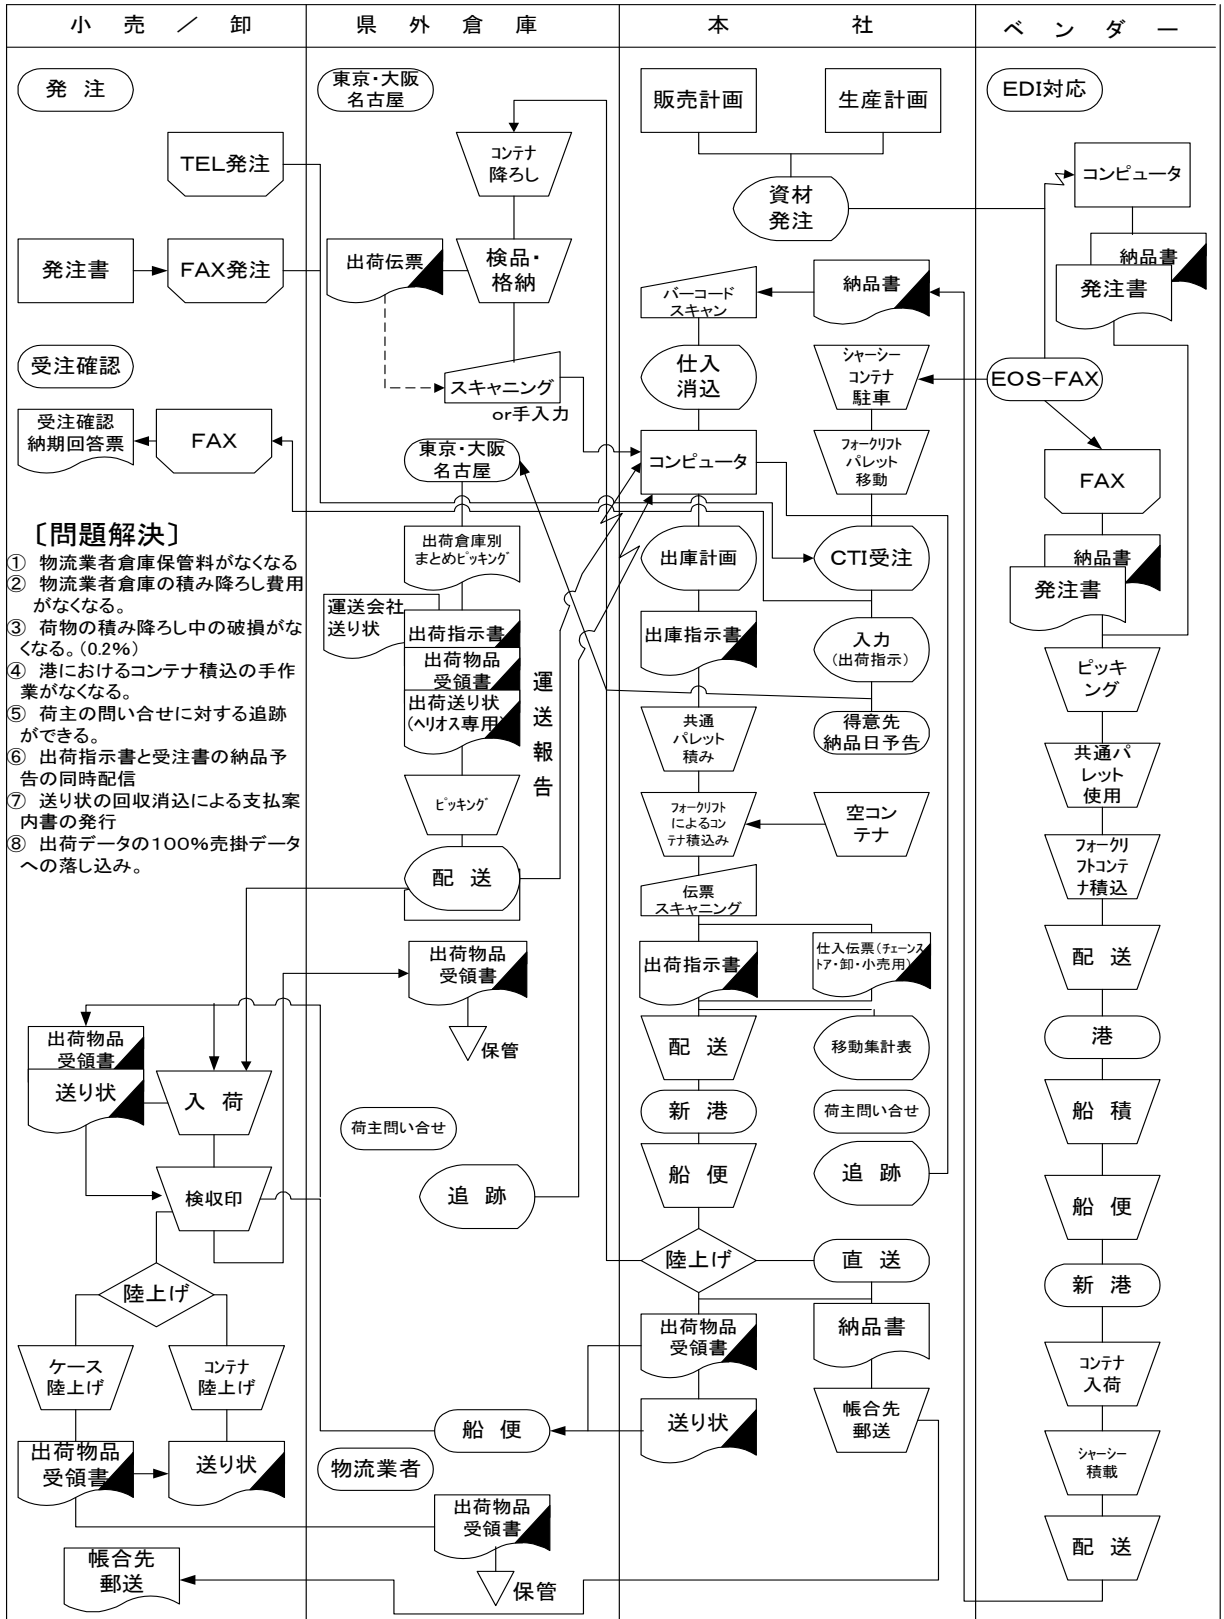 小 売 ／ 卸
県 外 倉 庫
本 社
ベ ン ダ ー
発 注
TEL発注
発注書
FAX発注
受注確認
受注確認
納期回答票
FAX
〔問題解決〕
① 物流業者倉庫保管料がなくなる
② 物流業者倉庫の積み降ろし費用
がなくなる。
③ 荷物の積み降ろし中の破損がな
くなる。(0.2%)
④ 港におけるコンテナ積込の手作
業がなくなる。
⑤ 荷主の問い合せに対する追跡
ができる。
⑥ 出荷指示書と受注書の納品予
告の同時配信
⑦ 送り状の回収消込による支払案
内書の発行
⑧ 出荷データの100%売掛データ
への落し込み。
出荷物品
受領書
送り状
入 荷
検収印
陸上げ
ケース
陸上げ
コンテナ
陸上げ
出荷物品
受領書
送り状
帳合先
郵送
東京・大阪
名古屋
コンテナ
降ろし
出荷伝票
検品・
格納
スキャニング
or手入力
東京・大阪
名古屋
出荷倉庫別
まとめピッキング
運送会社
送り状
出荷指示書
出荷物品
受領書
出荷送り状
(ヘリオス専用)
運送報告
ピッキング
配 送
出荷物品
受領書
保管
荷主問い合せ
追 跡
船 便
物流業者
出荷物品
受領書
保管
販売計画
生産計画
資材
発注
バーコード
スキャン
納品書
仕入
消込
シャーシー
コンテナ
駐車
コンピュータ
フォークリフト
パレット
移動
出庫計画
CTI受注
出庫指示書
入力
(出荷指示)
共通
パレット
積み
得意先
納品日予告
フォークリフト
によるコン
テナ積込み
空コン
テナ
伝票
スキャニング
出荷指示書
仕入伝票(チェーンス
トア・卸・小売用)
配 送
移動集計表
新 港
荷主問い合せ
船 便
追 跡
陸上げ
直 送
出荷物品
受領書
納品書
送り状
帳合先
郵送
EDI対応
コンピュータ
納品書
発注書
EOS-FAX
FAX
納品書
発注書
ピッキ
ング
共通パ
レット
使用
フォークリ
フトコンテ
ナ積込
配 送
港
船 積
船 便
新 港
コンテナ
入荷
シャーシー
積載
配 送